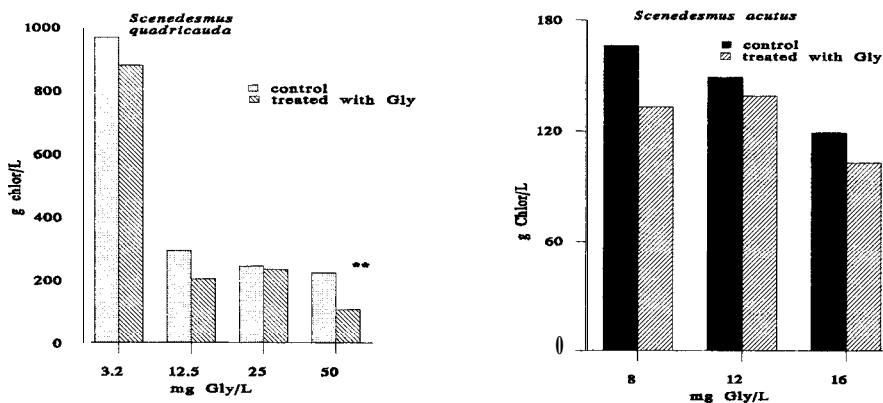 Scenedesmus
quadricauda
1000
800
600
400
200
0
g chlor/L
control
treated with Gly
**
3.2 12.5 25 50
mg Gly/L
Scenedesmus acutus
180
120
60
0
g Chlor/L
control
treated with Gly
8 12 16
mg Gly/L